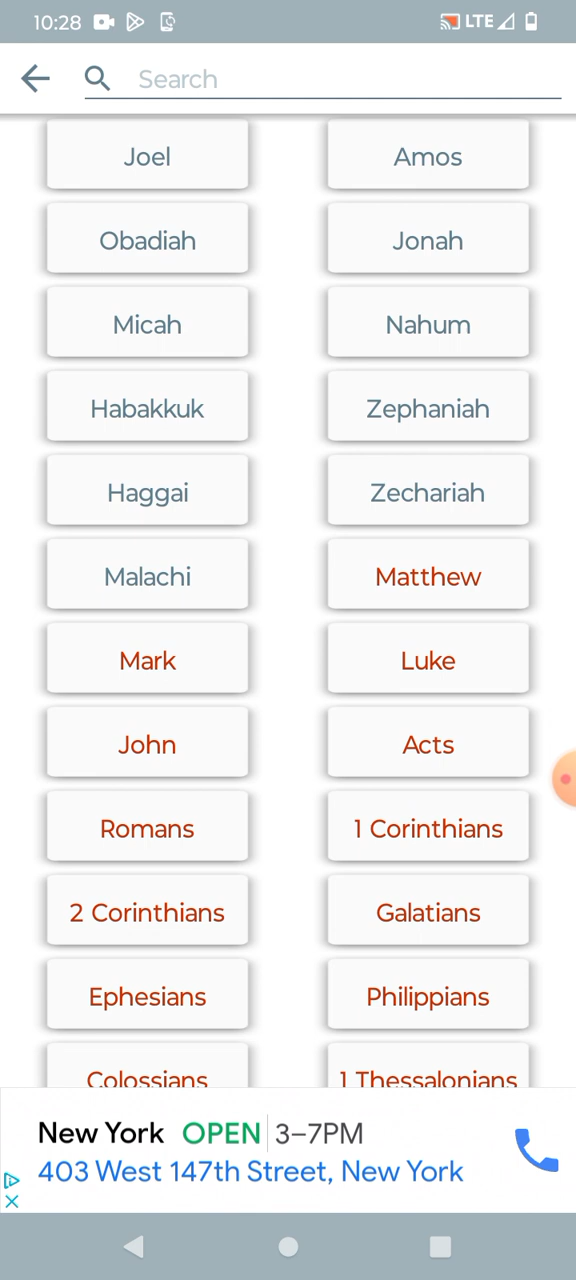 10:28 LTE
Search
Joel Amos
Obadiah Jonah
Micah Nahum
Habakkuk Zephaniah
Haggai Zechariah
Malachi Matthew
Mark Luke
John Acts
Romans 1 Corinthians
2 Corinthians Galatians
Ephesians Philippians
Colossians 1 Thessalonians
New York OPEN 3–7PM
403 West 147th Street, New York